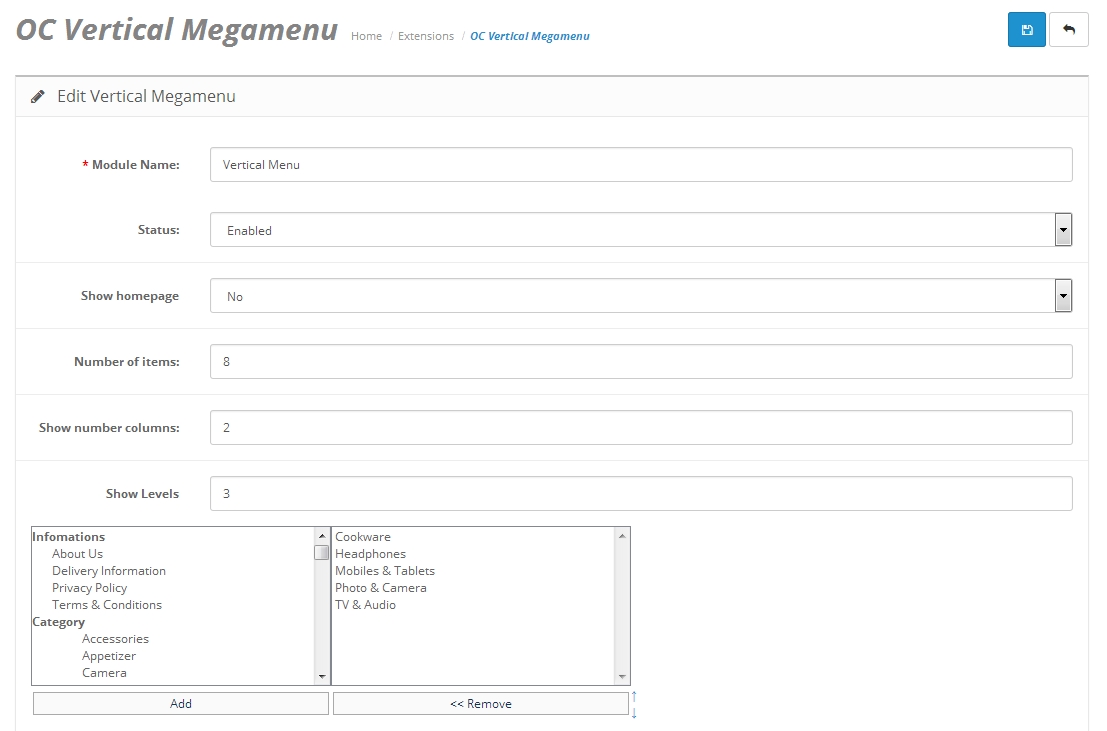 OC Vertical Megamenu Home / Extensions / OC Vertical Megamenu
Edit Vertical Megamenu
* Module Name: Vertical Menu
Status: Enabled
Show homepage No
Number of items: 8
Show number columns: 2
Show Levels 3
Infomations
About Us
Delivery Information
Privacy Policy
Terms & Conditions
Category
Accessories
Appetizer
Camera
Cookware
Headphones
Mobiles & Tablets
Photo & Camera
TV & Audio
Add
<< Remove